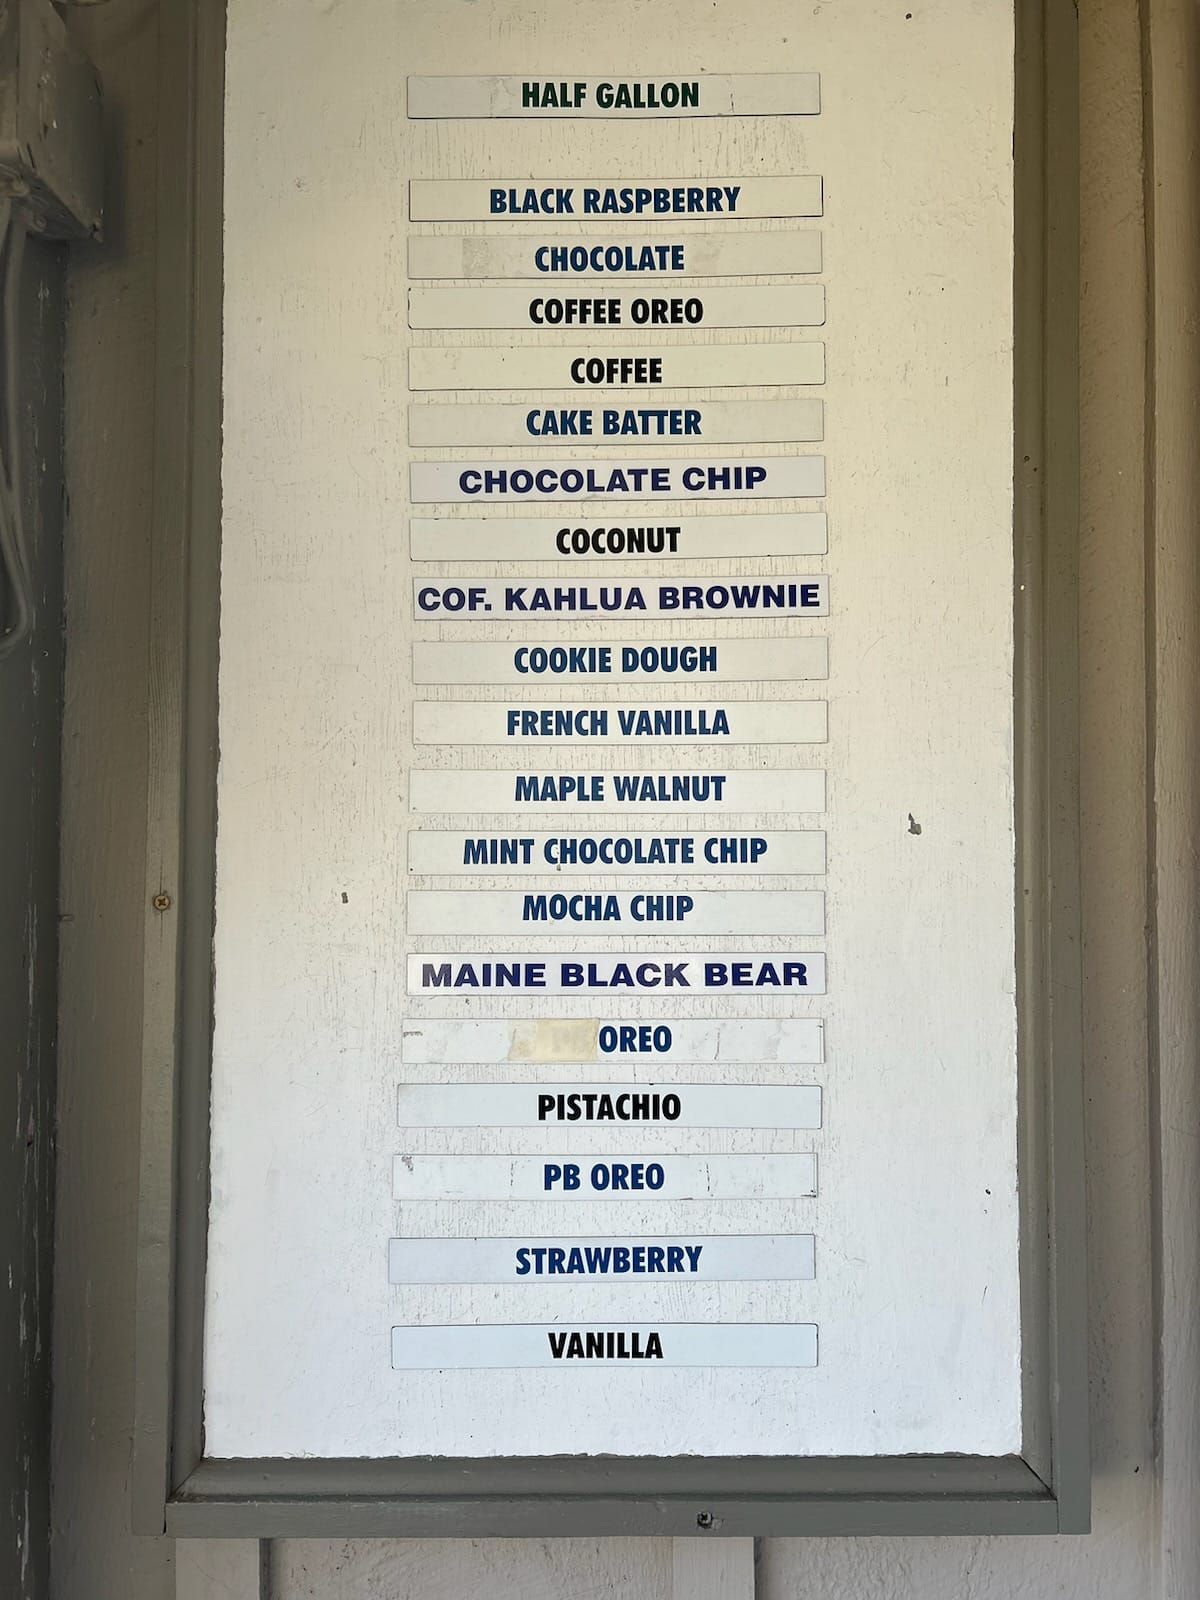 HALF GALLON
BLACK RASPBERRY
CHOCOLATE
COFFEE OREO
COFFEE
CAKE BATTER
CHOCOLATE CHIP
COCONUT
COF. KAHLUA BROWNIE
COOKIE DOUGH
FRENCH VANILLA
MAPLE WALNUT
MINT CHOCOLATE CHIP
MOCHA CHIP
MAINE BLACK BEAR
OREO
PISTACHIO
PB OREO
STRAWBERRY
VANILLA